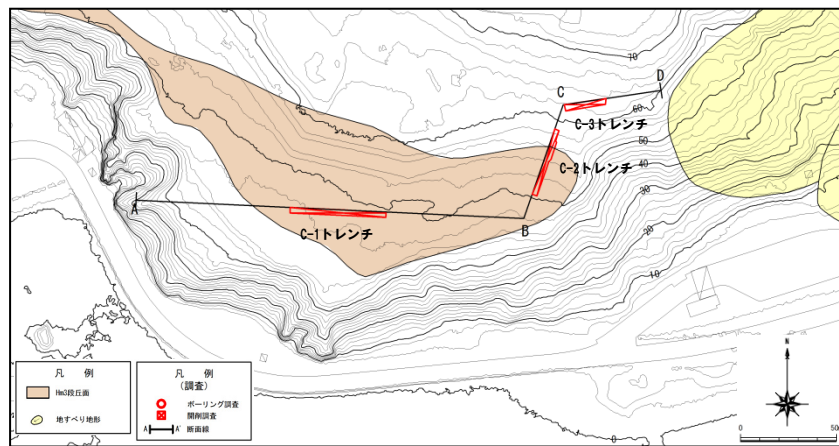 70
D
C
60
C-3トレンチ
50
C-2トレンチ
40
30
A
B
C-1トレンチ
20
10
0
凡 例
Hm3段丘面
地すべり地形
凡 例
(調査)
ボーリング調査
開削調査
A A' 断面線
N
0 50